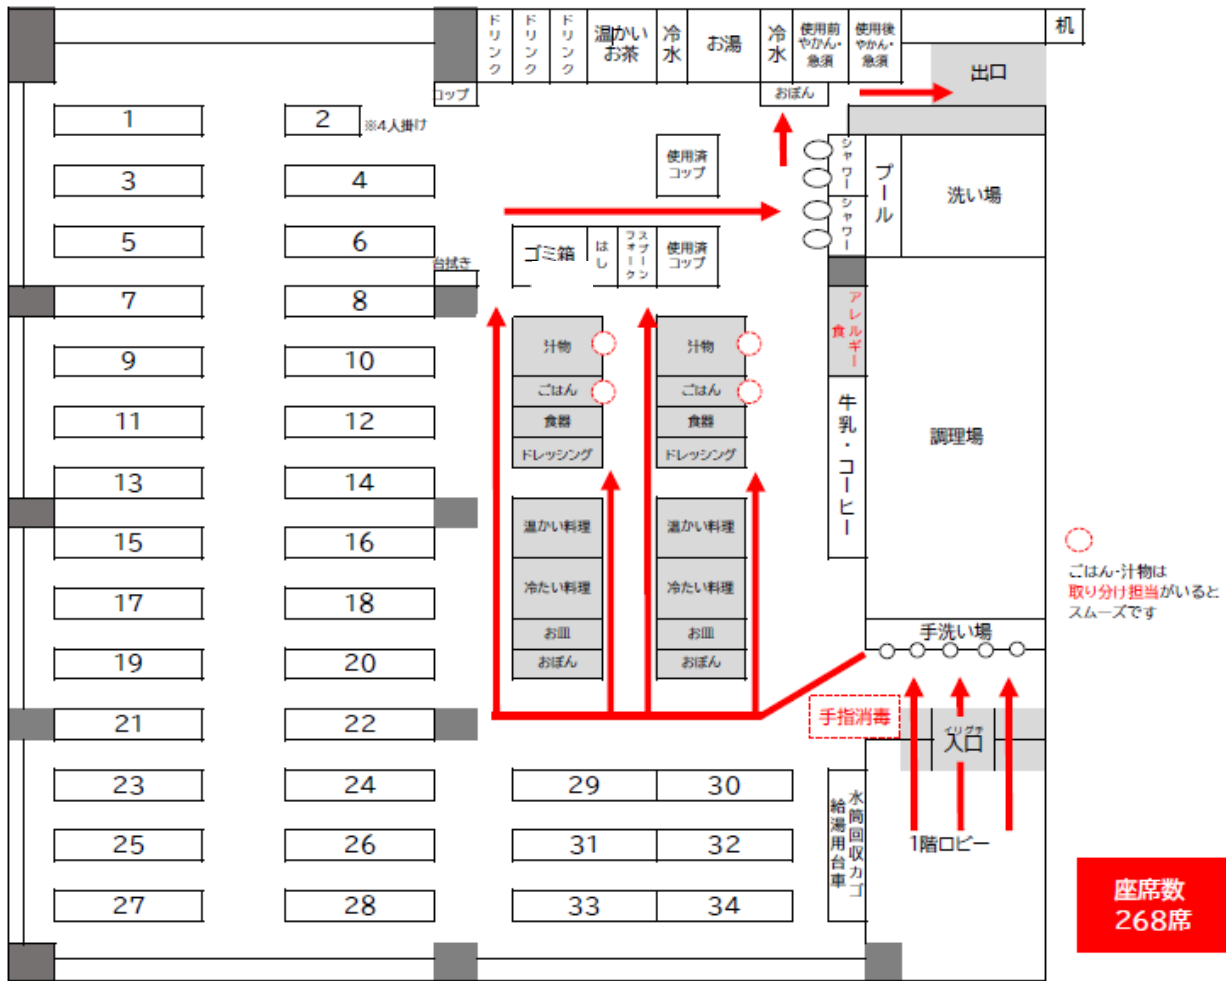 ドリンク
ドリンク
ドリンク
温かい
お茶
冷水
お湯
冷水
使用前
やかん・
急須
使用後
やかん・
急須
机
出口
コップ
おぼん
1
2
※4人掛け
使用済
コップ
シャワー
シャワー
プール
洗い場
3
4
5
6
台拭き
ゴミ箱
はし
スプーン
フォーク
使用済
コップ
7
8
アレルギー
食
汁物
汁物
9
10
ごはん
ごはん
11
12
食器
食器
牛乳・コーヒー
調理場
ドレッシング
ドレッシング
13
14
温かい料理
温かい料理
15
16
ごはん・汁物は
取り分け担当がいると
スムーズです
17
18
冷たい料理
冷たい料理
お皿
お皿
手洗い場
19
20
おぼん
おぼん
21
22
手指消毒
イリグチ
入口
23
24
29
30
水筒回収カゴ
給湯用台車
25
26
31
32
1階ロビー
27
28
33
34
座席数
268席